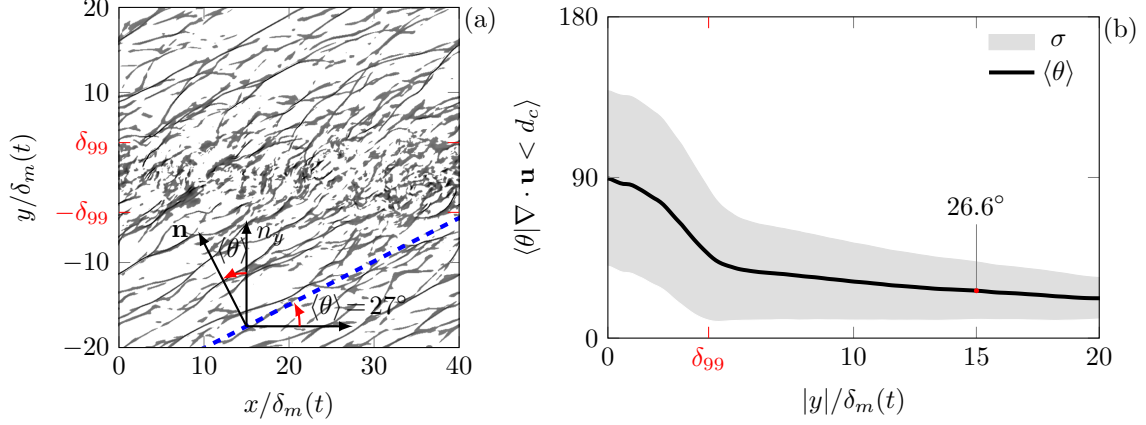 (a)
20
10
δ99
−δ99
−10
−20
y/δm(t)
n
⟨θ⟩
ny
⟨θ⟩ = 27°
0
10
20
30
40
x/δm(t)
(b)
180
90
0
⟨θ|∇ · u < dc⟩
σ
⟨θ⟩
26.6°
0
δ99
10
15
20
|y|/δm(t)